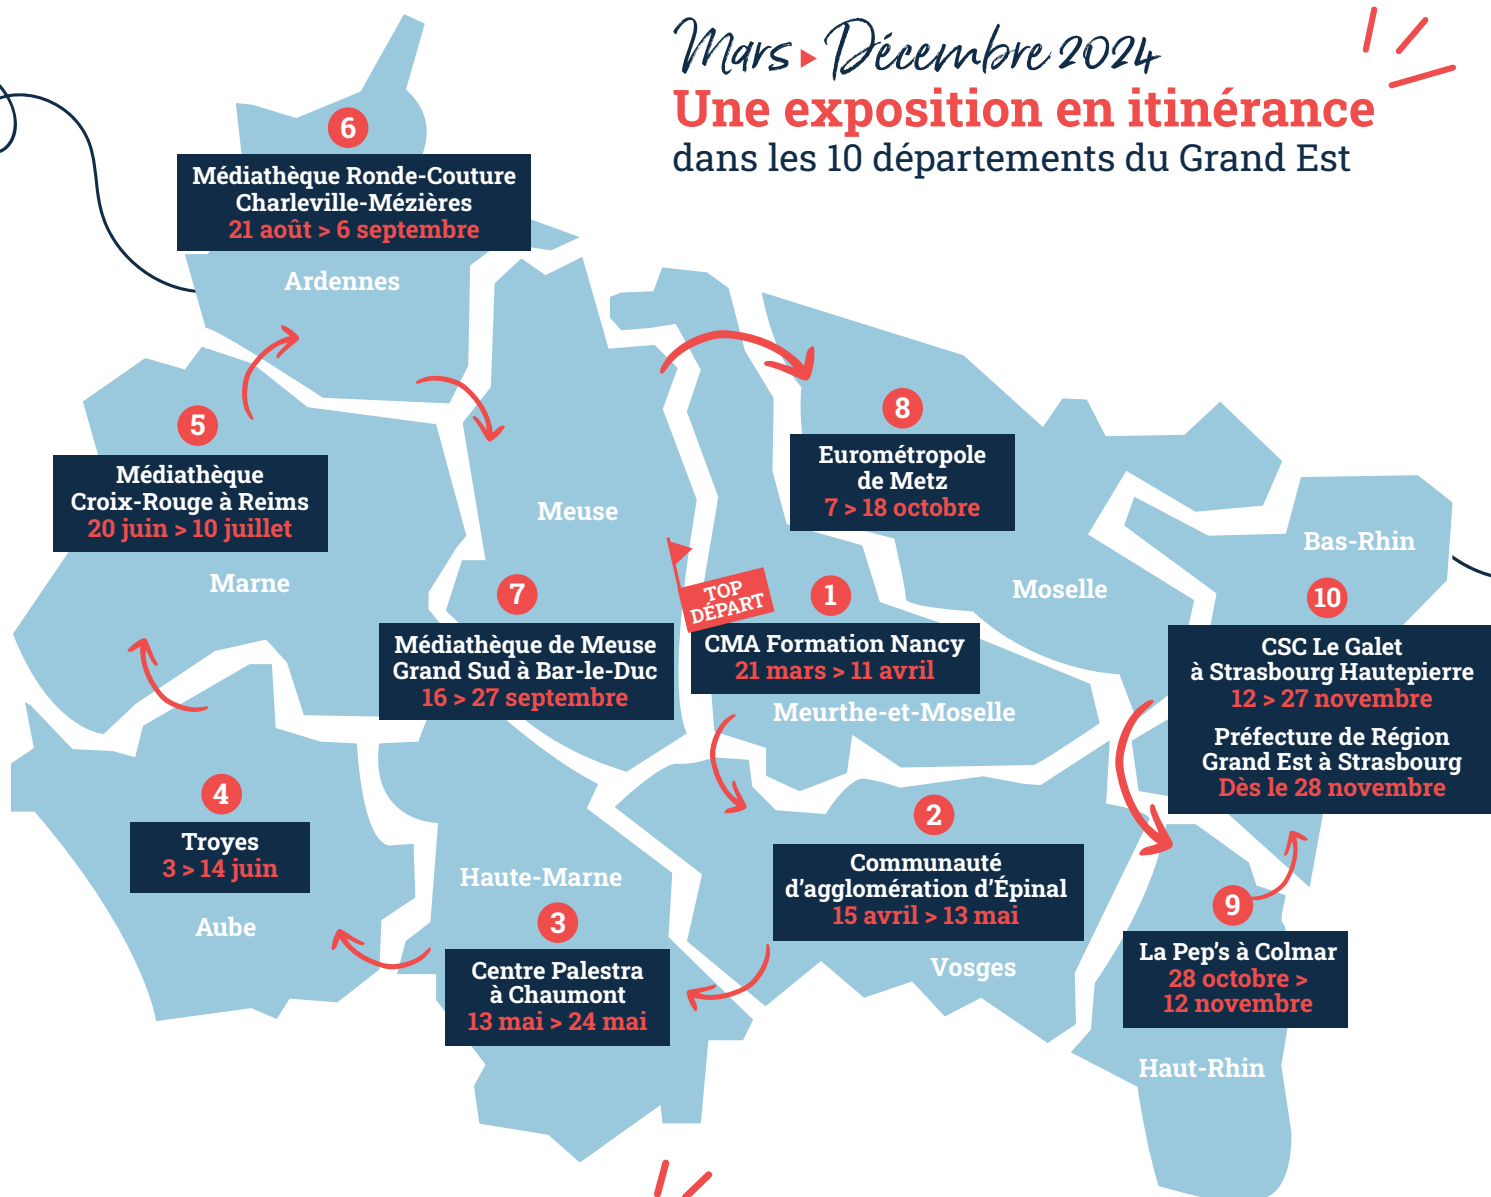 Mars ▸ Décembre 2024
Une exposition en itinérance
dans les 10 départements du Grand Est
6
Médiathèque Ronde-Couture
Charleville-Mézières
21 août > 6 septembre
Ardennes
5
Médiathèque
Croix-Rouge à Reims
20 juin > 10 juillet
Marne
Meuse
7
Médiathèque de Meuse
Grand Sud à Bar-le-Duc
16 > 27 septembre
8
Eurométropole
de Metz
7 > 18 octobre
Moselle
TOP
DÉPART
1
CMA Formation Nancy
21 mars > 11 avril
Meurthe-et-Moselle
Bas-Rhin
10
CSC Le Galet
à Strasbourg Hautepierre
12 > 27 novembre
Préfecture de Région
Grand Est à Strasbourg
Dès le 28 novembre
4
Troyes
3 > 14 juin
Aube
Haute-Marne
3
Centre Palestra
à Chaumont
13 mai > 24 mai
2
Communauté
d'agglomération d'Épinal
15 avril > 13 mai
Vosges
9
La Pep's à Colmar
28 octobre >
12 novembre
Haut-Rhin